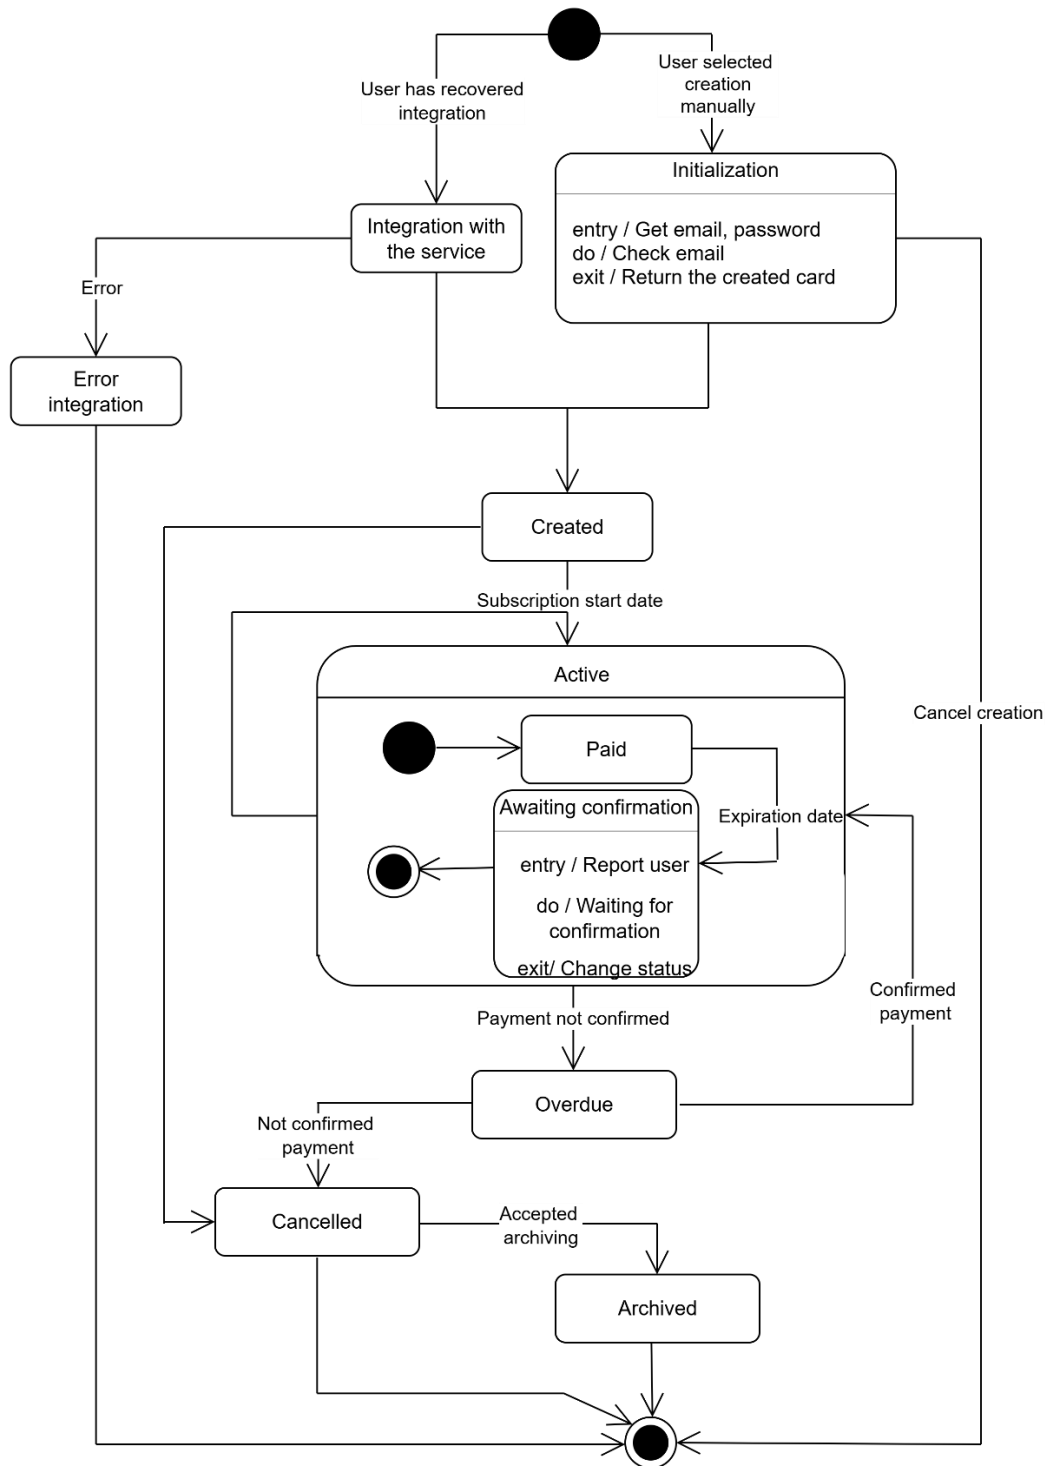 User has recovered
integration
User selected
creation
manually
Initialization
entry / Get email, password
do / Check email
exit / Return the created card
Integration with
the service
Error
Error
integration
Created
Subscription start date
Active
Cancel creation
Paid
Awaiting confirmation
Expiration date
entry / Report user
do / Waiting for
confirmation
exit/ Change status
Confirmed
payment
Payment not confirmed
Overdue
Not confirmed
payment
Cancelled
Accepted
archiving
Archived